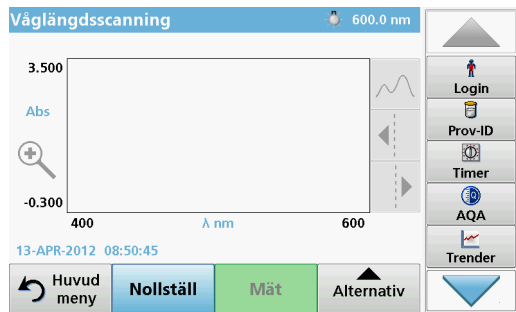 Våglängdsscanning
600.0 nm
3.500
Abs
-0.300
400
λ nm
600
13-APR-2012 08:50:45
Huvud
meny
Nollställ
Mät
Alternativ
Login
Prov-ID
Timer
AQA
Trender